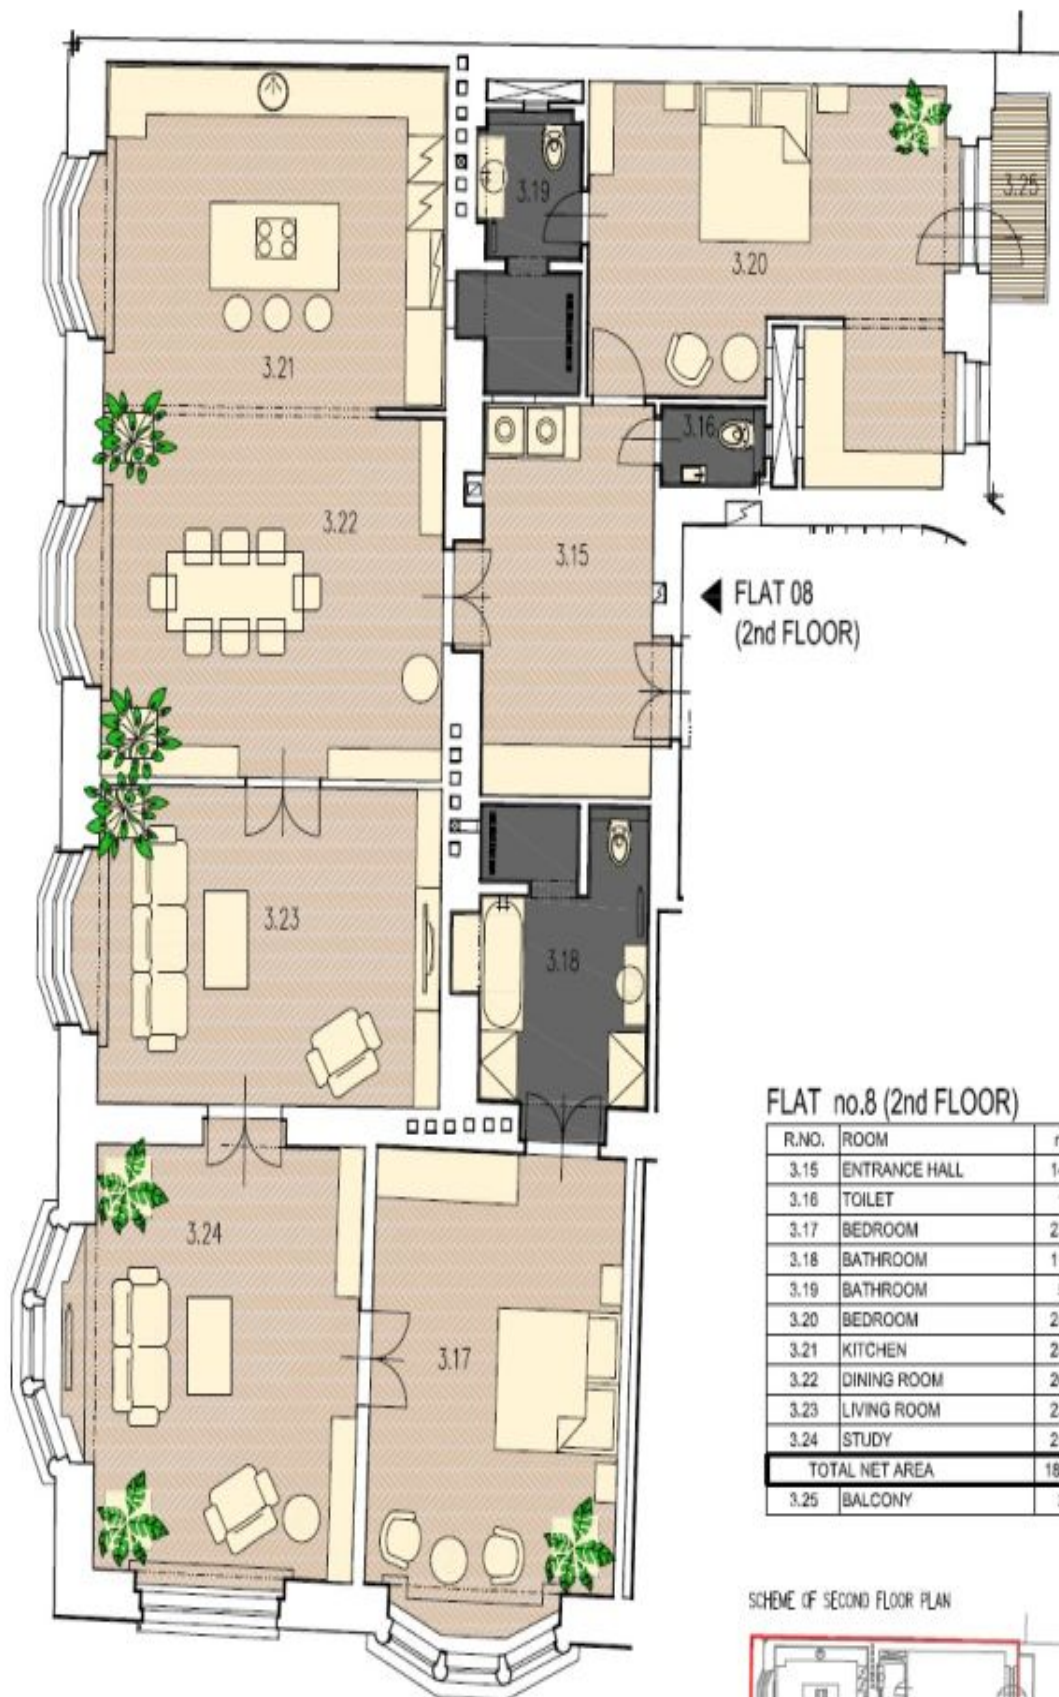 3.19
3.25
3.20
3.21
3.16
3.22
3.15
FLAT 08
(2nd FLOOR)
3.23
3.18
FLAT no.8 (2nd FLOOR)
R.NO. ROOM
3.15 ENTRANCE HALL
3.16 TOILET
3.24
3.17 BEDROOM
3.18 BATHROOM
3.19 BATHROOM
3.20 BEDROOM
3.17
3.21 KITCHEN
3.22 DINING ROOM
3.23 LIVING ROOM
3.24 STUDY
TOTAL NET AREA
3.25 BALCONY
SCHEME OF SECOND FLOOR PLAN